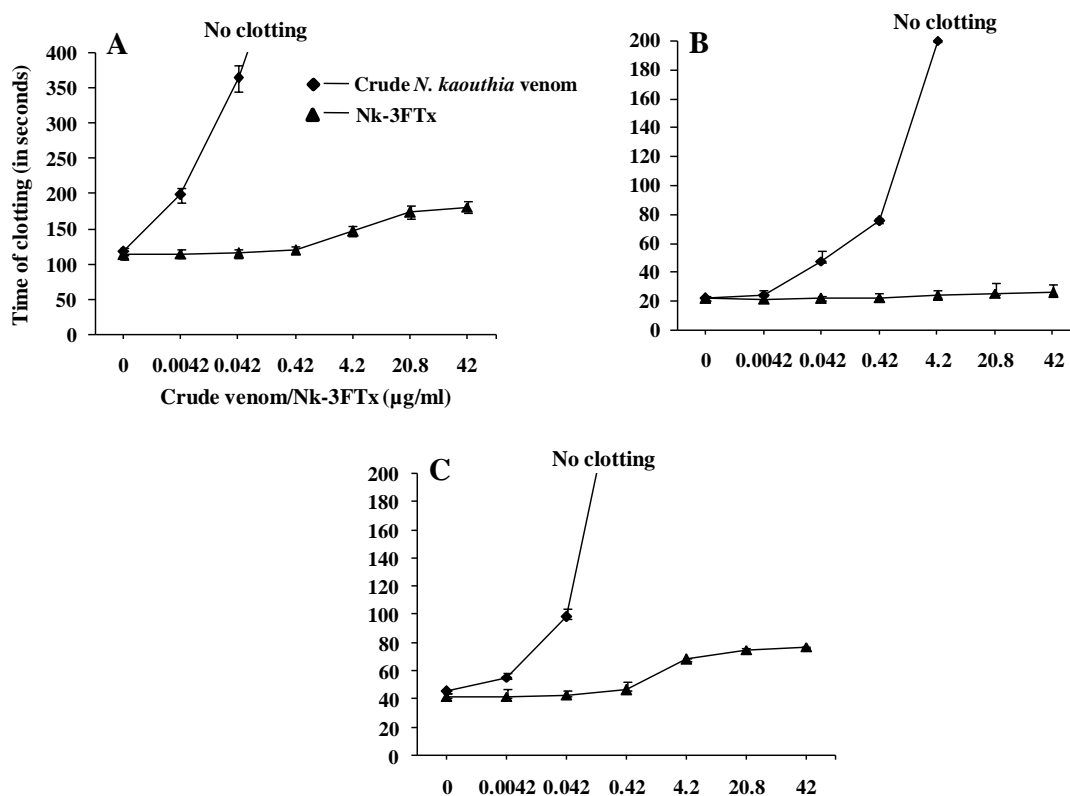 No clotting
A
400
350
300
250
200
150
100
50
0
Time of clotting (in seconds)
Crude N. kaouthia venom
Nk-3FTx
0 0.0042 0.042 0.42 4.2 20.8 42
Crude venom/Nk-3FTx (µg/ml)
No clotting
B
200
180
160
140
120
100
80
60
40
20
0
0 0.0042 0.042 0.42 4.2 20.8 42
No clotting
C
200
180
160
140
120
100
80
60
40
20
0
0 0.0042 0.042 0.42 4.2 20.8 42